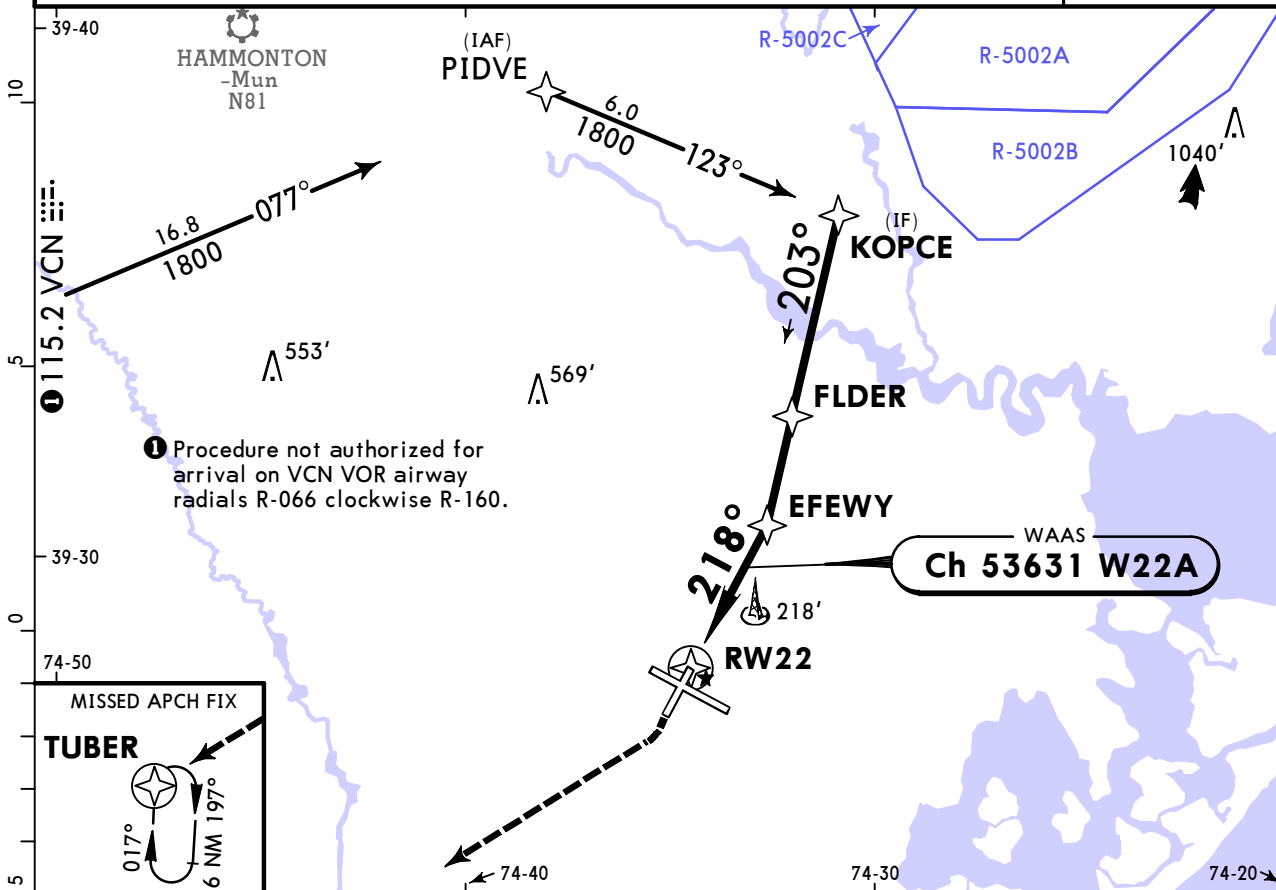 39-40
HAMMONTON
-Mun
N81
(IAF)
PIDVE
R-5002C
R-5002A
R-5002B
1040'
10
6.0
1800
123°
16.8
077°
1800
❶ 115.2 VCN
(IF)
KOPCE
203°
5
553'
569'
FLDER
❶ Procedure not authorized for
arrival on VCN VOR airway
radials R-066 clockwise R-160.
EFEWY
218°
WAAS
Ch 53631 W22A
39-30
218'
0
RW22
74-50
MISSED APCH FIX
TUBER
017°
6 NM 197°
5
74-40
74-30
74-20